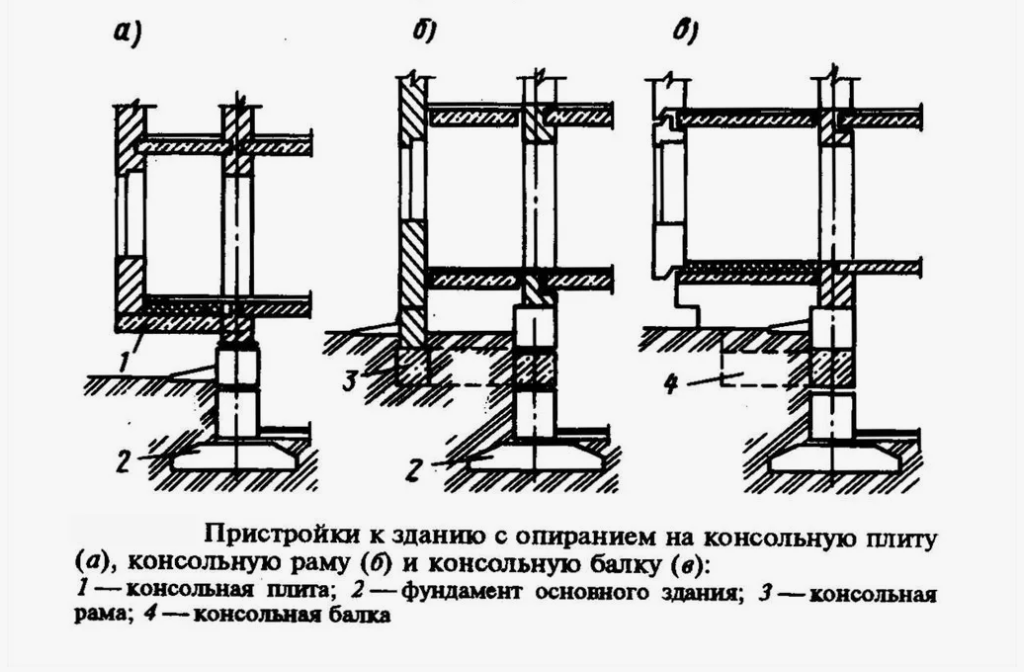 а) б) в)
1
3
4
2
2
Пристройки к зданию с опиранием на консольную плиту
(а), консольную раму (б) и консольную балку (в):
1 — консольная плита; 2 — фундамент основного здания; 3 — консольная
рама; 4 — консольная балка